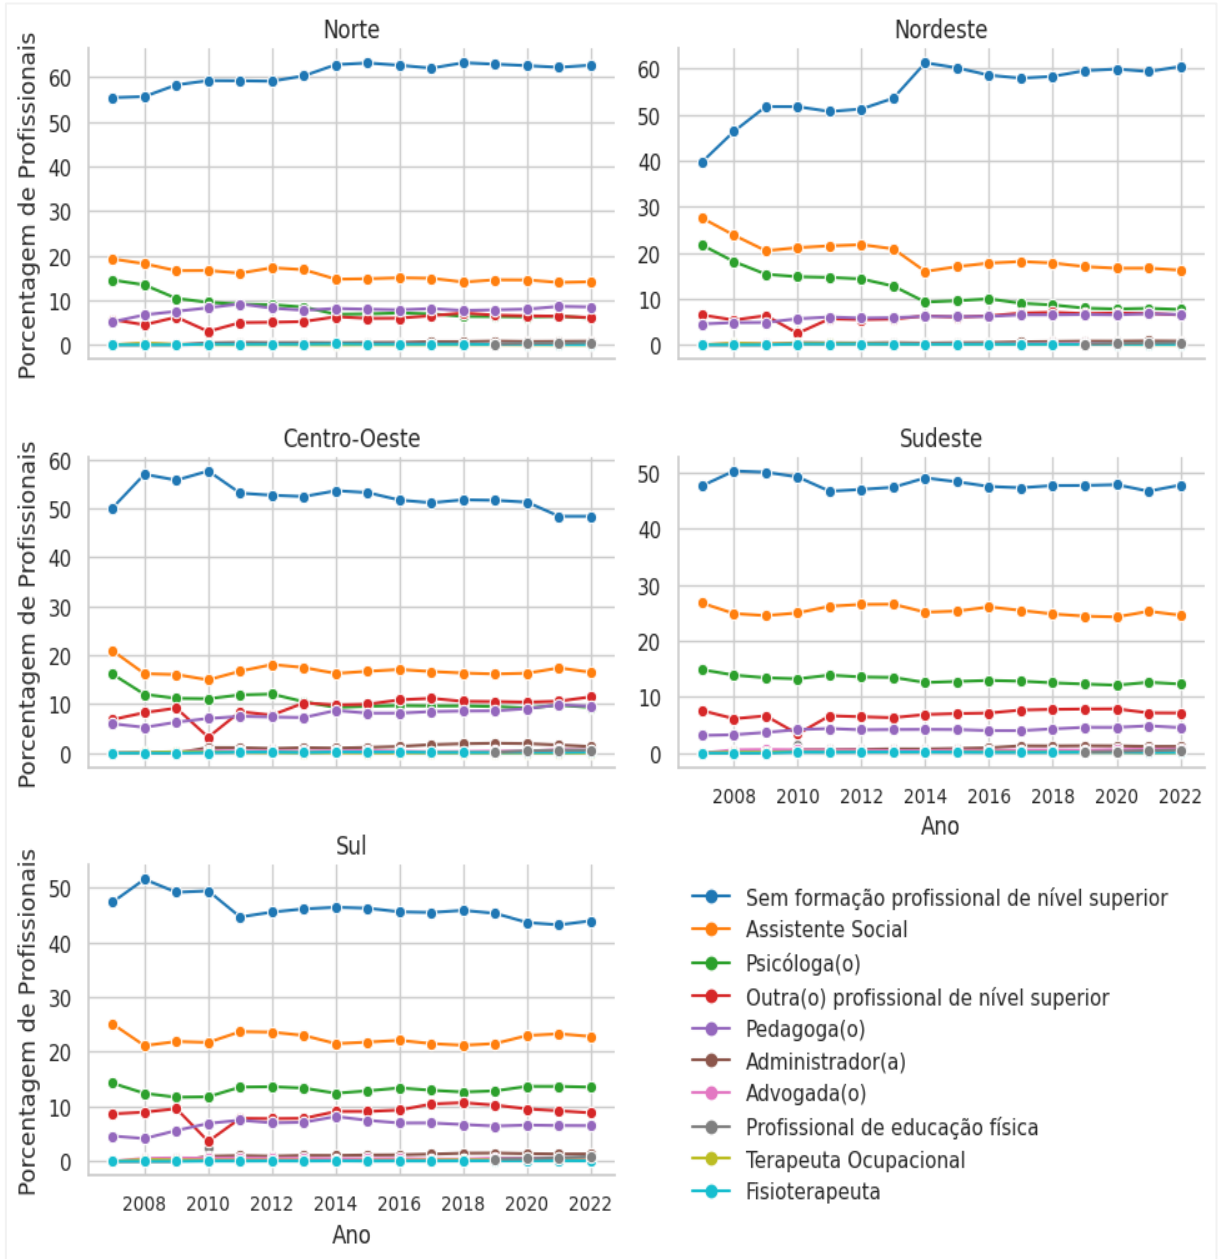 Norte
Porcentagem de Profissionais
60
50
40
30
20
10
0
Nordeste
60
50
40
30
20
10
0
Centro-Oeste
Porcentagem de Profissionais
60
50
40
30
20
10
0
Sudeste
50
40
30
20
10
0
2008 2010 2012 2014 2016 2018 2020 2022
Ano
Sul
Porcentagem de Profissionais
50
40
30
20
10
0
2008 2010 2012 2014 2016 2018 2020 2022
Ano
Sem formação profissional de nível superior
Assistente Social
Psicóloga(o)
Outra(o) profissional de nível superior
Pedagoga(o)
Administrador(a)
Advogada(o)
Profissional de educação física
Terapeuta Ocupacional
Fisioterapeuta